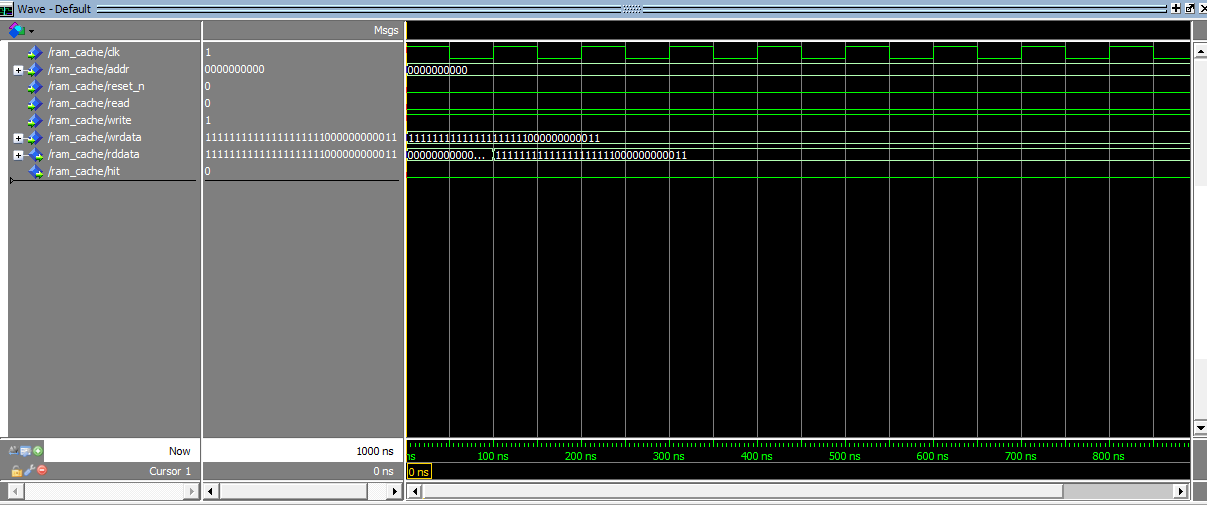 Wave - Default
Msgs
/ram_cache/clk 1
/ram_cache/addr 0000000000 0000000000
/ram_cache/reset_n 0
/ram_cache/read 0
/ram_cache/write 1
/ram_cache/wrdata 11111111111111111111000000000011 11111111111111111111000000000011
/ram_cache/rddata 11111111111111111111000000000011 00000000000... 11111111111111111111000000000011
/ram_cache/hit 0
Now 1000 ns ns 100 ns 200 ns 300 ns 400 ns 500 ns 600 ns 700 ns 800 ns
Cursor 1 0 ns 0 ns